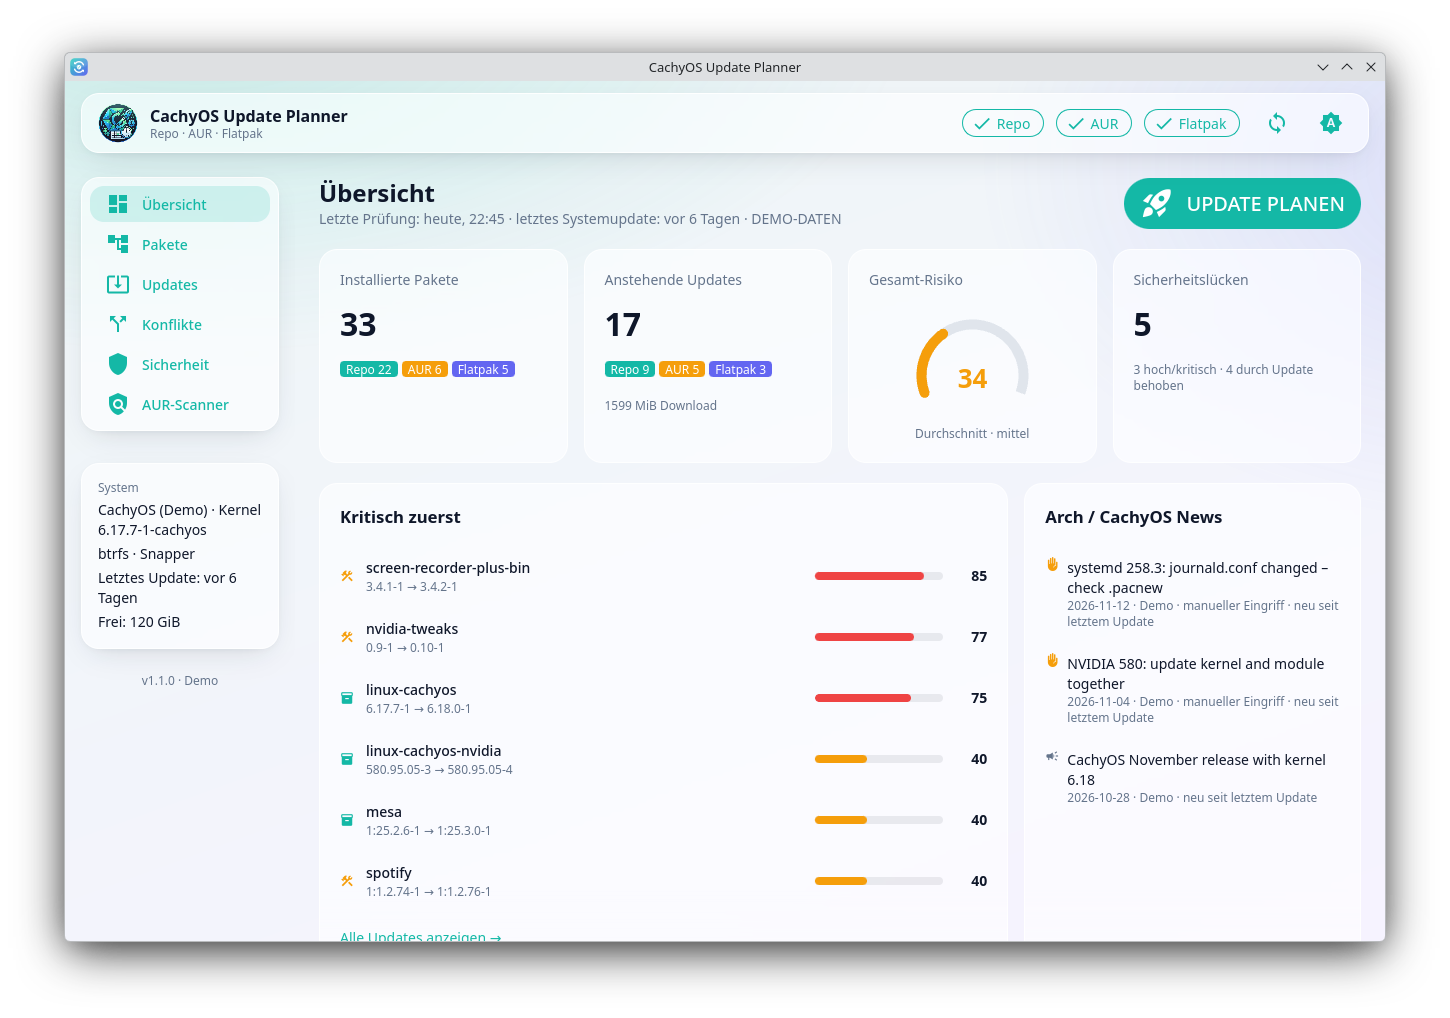 CachyOS Update Planner
CachyOS Update Planner
Repo · AUR · Flatpak
Repo
AUR
Flatpak
A
Übersicht
Pakete
Updates
Konflikte
Sicherheit
AUR-Scanner
System
CachyOS (Demo) · Kernel
6.17.7-1-cachyos
btrfs · Snapper
Letztes Update: vor 6
Tagen
Frei: 120 GiB
v1.1.0 · Demo
Übersicht
Letzte Prüfung: heute, 22:45 · letztes Systemupdate: vor 6 Tagen · DEMO-DATEN
UPDATE PLANEN
Installierte Pakete
33
Repo 22 AUR 6 Flatpak 5
Anstehende Updates
17
Repo 9 AUR 5 Flatpak 3
1599 MiB Download
Gesamt-Risiko
34
Durchschnitt · mittel
Sicherheitslücken
5
3 hoch/kritisch · 4 durch Update
behoben
Kritisch zuerst
screen-recorder-plus-bin
3.4.1-1 → 3.4.2-1
85
nvidia-tweaks
0.9-1 → 0.10-1
77
linux-cachyos
6.17.7-1 → 6.18.0-1
75
linux-cachyos-nvidia
580.95.05-3 → 580.95.05-4
40
mesa
1:25.2.6-1 → 1:25.3.0-1
40
spotify
1:1.2.74-1 → 1:1.2.76-1
40
Alle Updates anzeigen →
Arch / CachyOS News
systemd 258.3: journald.conf changed –
check .pacnew
2026-11-12 · Demo · manueller Eingriff · neu seit
letztem Update
NVIDIA 580: update kernel and module
together
2026-11-04 · Demo · manueller Eingriff · neu seit
letztem Update
CachyOS November release with kernel
6.18
2026-10-28 · Demo · neu seit letztem Update